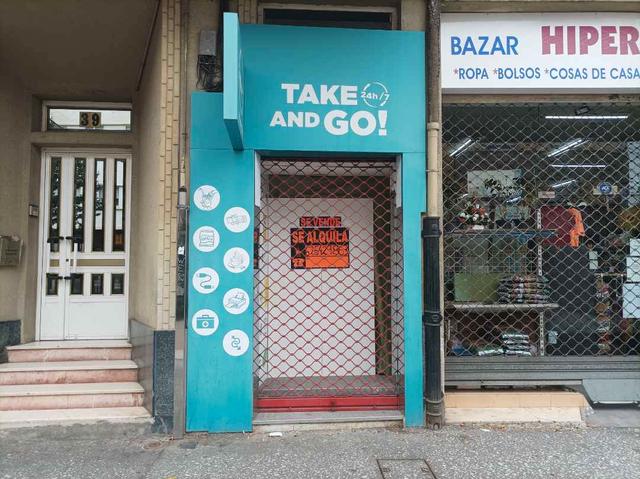 39
TAKE 24h/7
AND GO!
SE VENDE
SE ALQUILA
BAZAR HIPER
*ROPA *BOLSOS *COSAS DE CASA